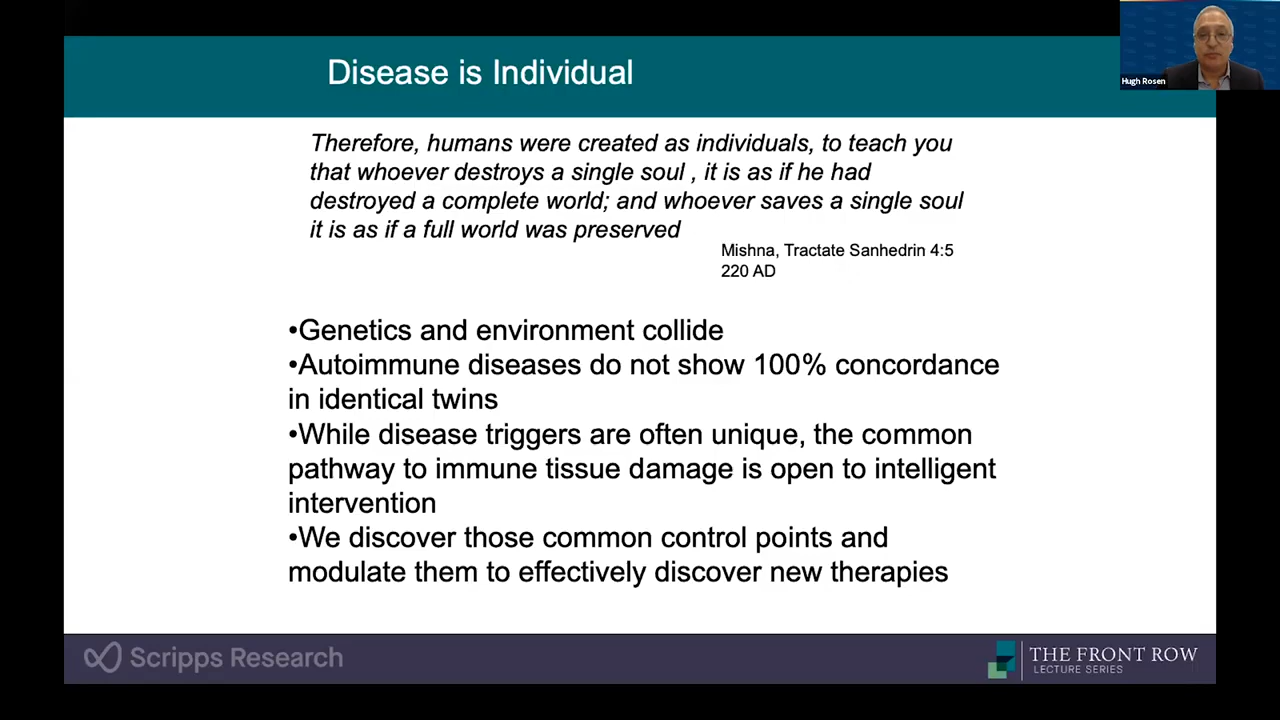 Disease is Individual
Hugh Rosen
Therefore, humans were created as individuals, to teach you
that whoever destroys a single soul , it is as if he had
destroyed a complete world; and whoever saves a single soul
it is as if a full world was preserved
Mishna, Tractate Sanhedrin 4:5
220 AD
•Genetics and environment collide
•Autoimmune diseases do not show 100% concordance
in identical twins
•While disease triggers are often unique, the common
pathway to immune tissue damage is open to intelligent
intervention
•We discover those common control points and
modulate them to effectively discover new therapies
Scripps Research
THE FRONT ROW
LECTURE SERIES